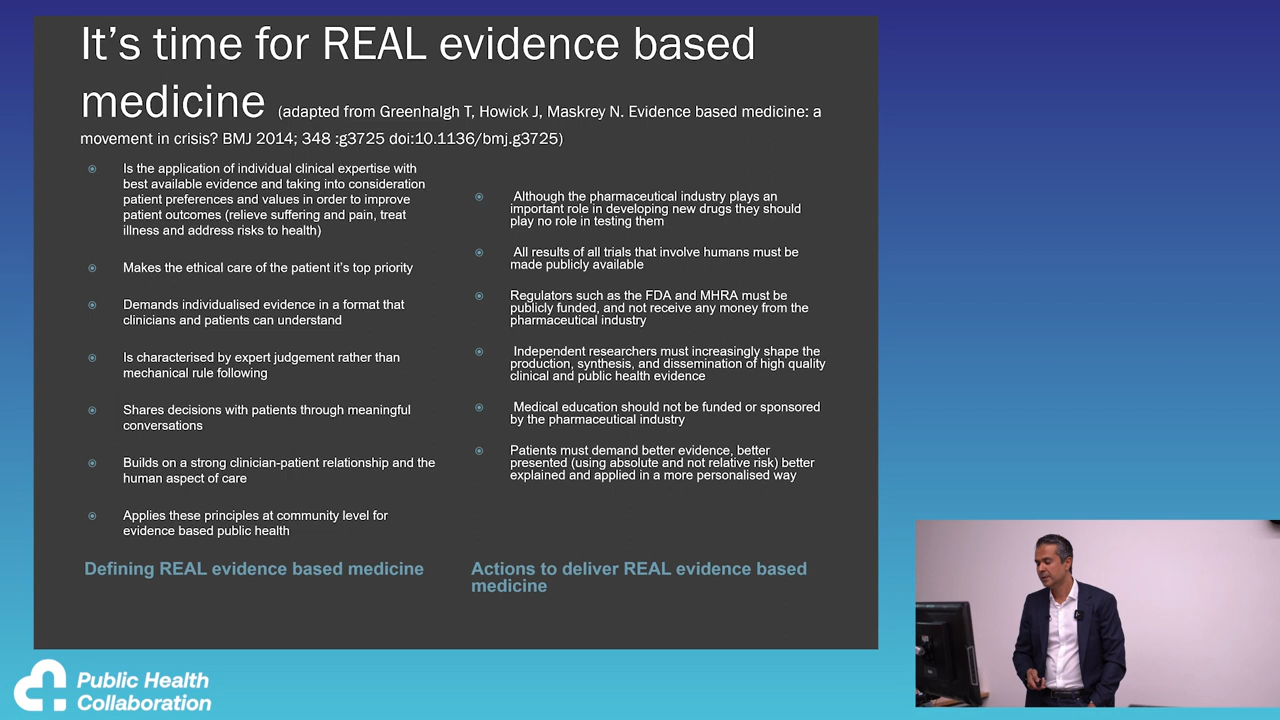 It’s time for REAL evidence based
medicine (adapted from Greenhalgh T, Howick J, Maskrey N. Evidence based medicine: a
movement in crisis? BMJ 2014; 348 :g3725 doi:10.1136/bmj.g3725)
Is the application of individual clinical expertise with
best available evidence and taking into consideration
patient preferences and values in order to improve
patient outcomes (relieve suffering and pain, treat
illness and address risks to health)
Makes the ethical care of the patient it’s top priority
Demands individualised evidence in a format that
clinicians and patients can understand
Is characterised by expert judgement rather than
mechanical rule following
Shares decisions with patients through meaningful
conversations
Builds on a strong clinician-patient relationship and the
human aspect of care
Applies these principles at community level for
evidence based public health
Defining REAL evidence based medicine
Although the pharmaceutical industry plays an
important role in developing new drugs they should
play no role in testing them
All results of all trials that involve humans must be
made publicly available
Regulators such as the FDA and MHRA must be
publicly funded, and not receive any money from the
pharmaceutical industry
Independent researchers must increasingly shape the
production, synthesis, and dissemination of high quality
clinical and public health evidence
Medical education should not be funded or sponsored
by the pharmaceutical industry
Patients must demand better evidence, better
presented (using absolute and not relative risk) better
explained and applied in a more personalised way
Actions to deliver REAL evidence based
medicine
Public Health
Collaboration